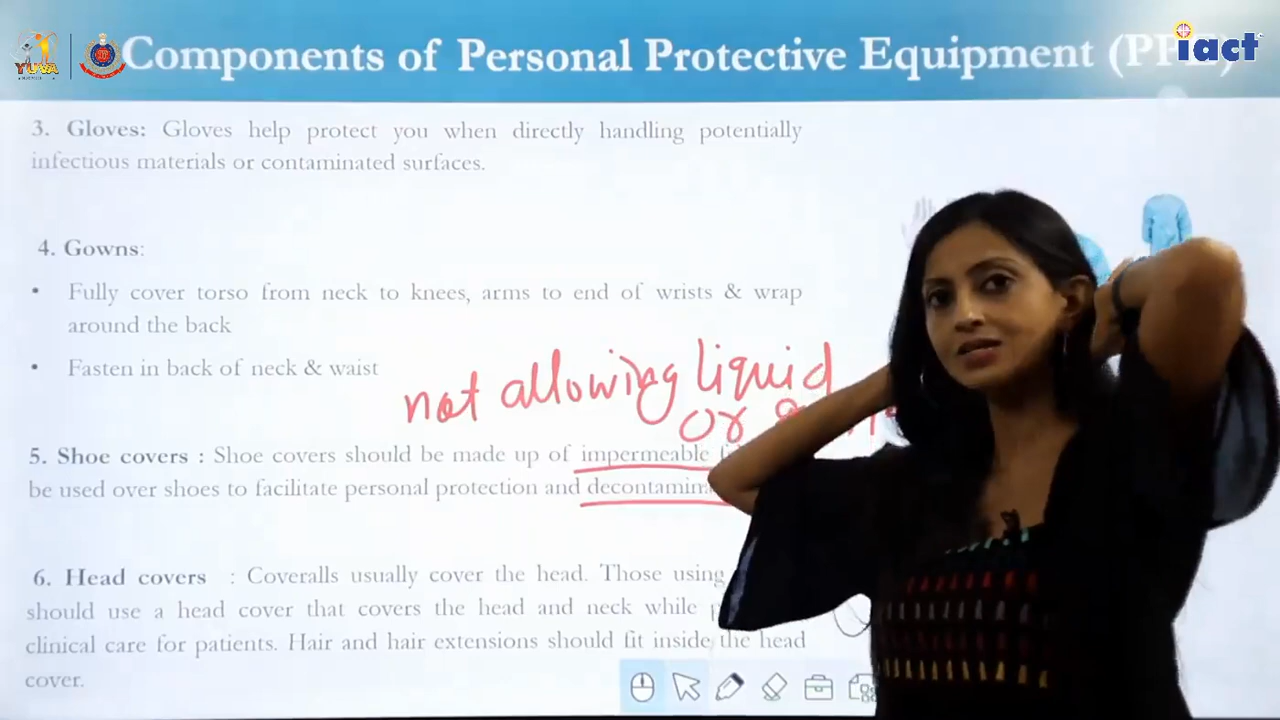 YUVA
Components of Personal Protective Equipment (PPE)
iact
3. Gloves: Gloves help protect you when directly handling potentially
infectious materials or contaminated surfaces.
4. Gowns:
• Fully cover torso from neck to knees, arms to end of wrists & wrap
around the back
• Fasten in back of neck & waist
not allowing liquid
or
5. Shoe covers : Shoe covers should be made up of impermeable
be used over shoes to facilitate personal protection and
6. Head covers : Coveralls usually cover the head. Those using
should use a head cover that covers the head and neck while
clinical care for patients. Hair and hair extensions should fit inside the head
cover.